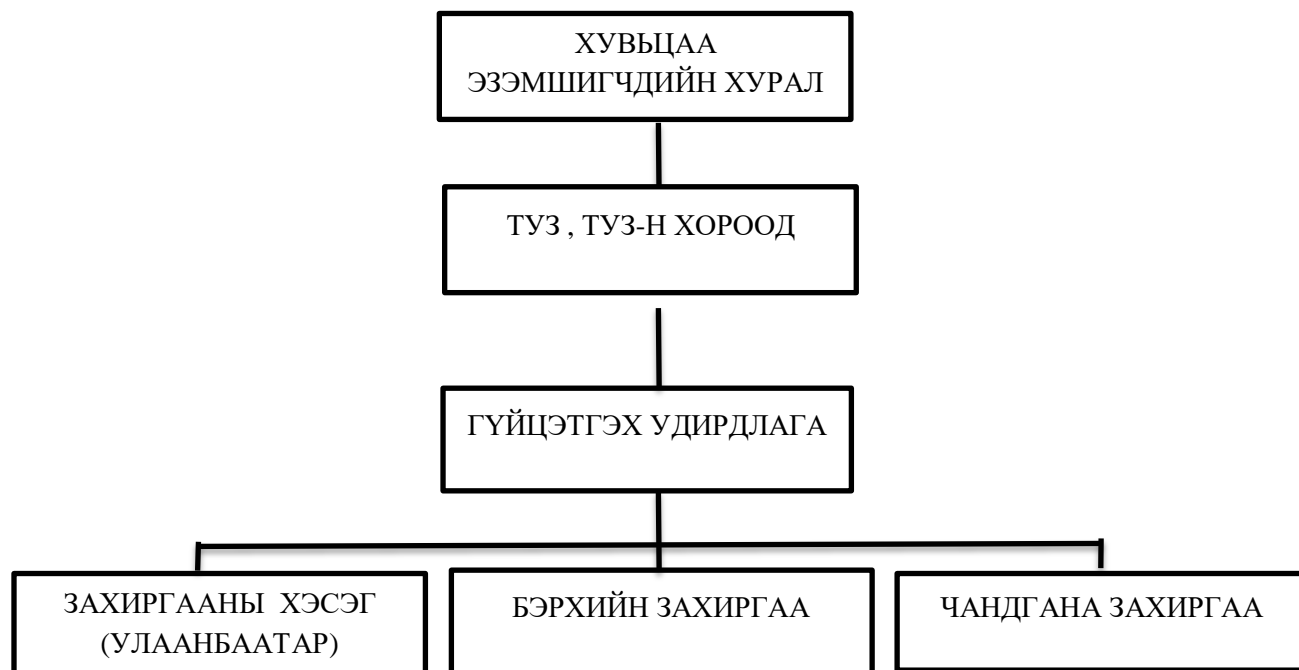 ХУВЬЦАА
ЭЗЭМШИГЧДИЙН ХУРАЛ
ТУЗ , ТУЗ-Н ХОРООД
ГҮЙЦЭТГЭХ УДИРДЛАГА
ЗАХИРГААНЫ ХЭСЭГ
(УЛААНБААТАР)
БЭРХИЙН ЗАХИРГАА
ЧАНДГАНА ЗАХИРГАА